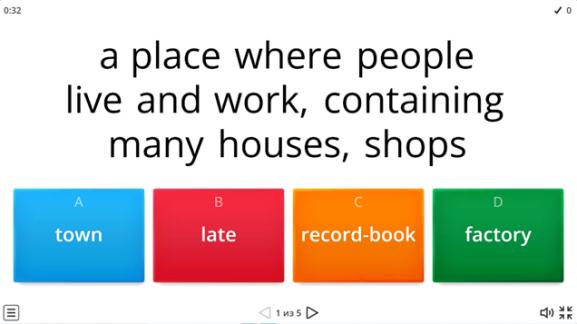 0:32
✓ 0
a place where people
live and work, containing
many houses, shops
A
town
B
late
C
record-book
D
factory
1 из 5